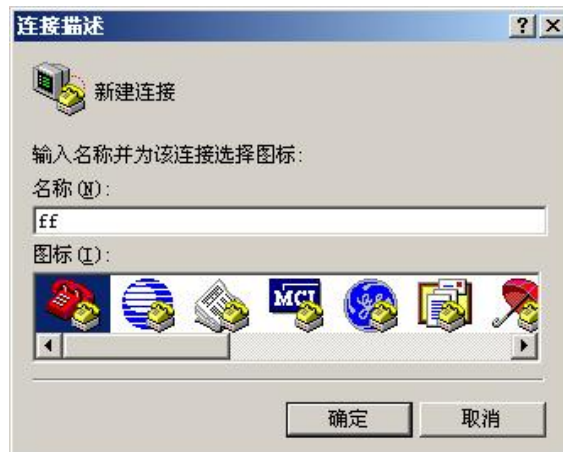 连接描述
新建连接
输入名称并为该连接选择图标:
名称(N):
ff
图标(I):
MCI
确定 取消